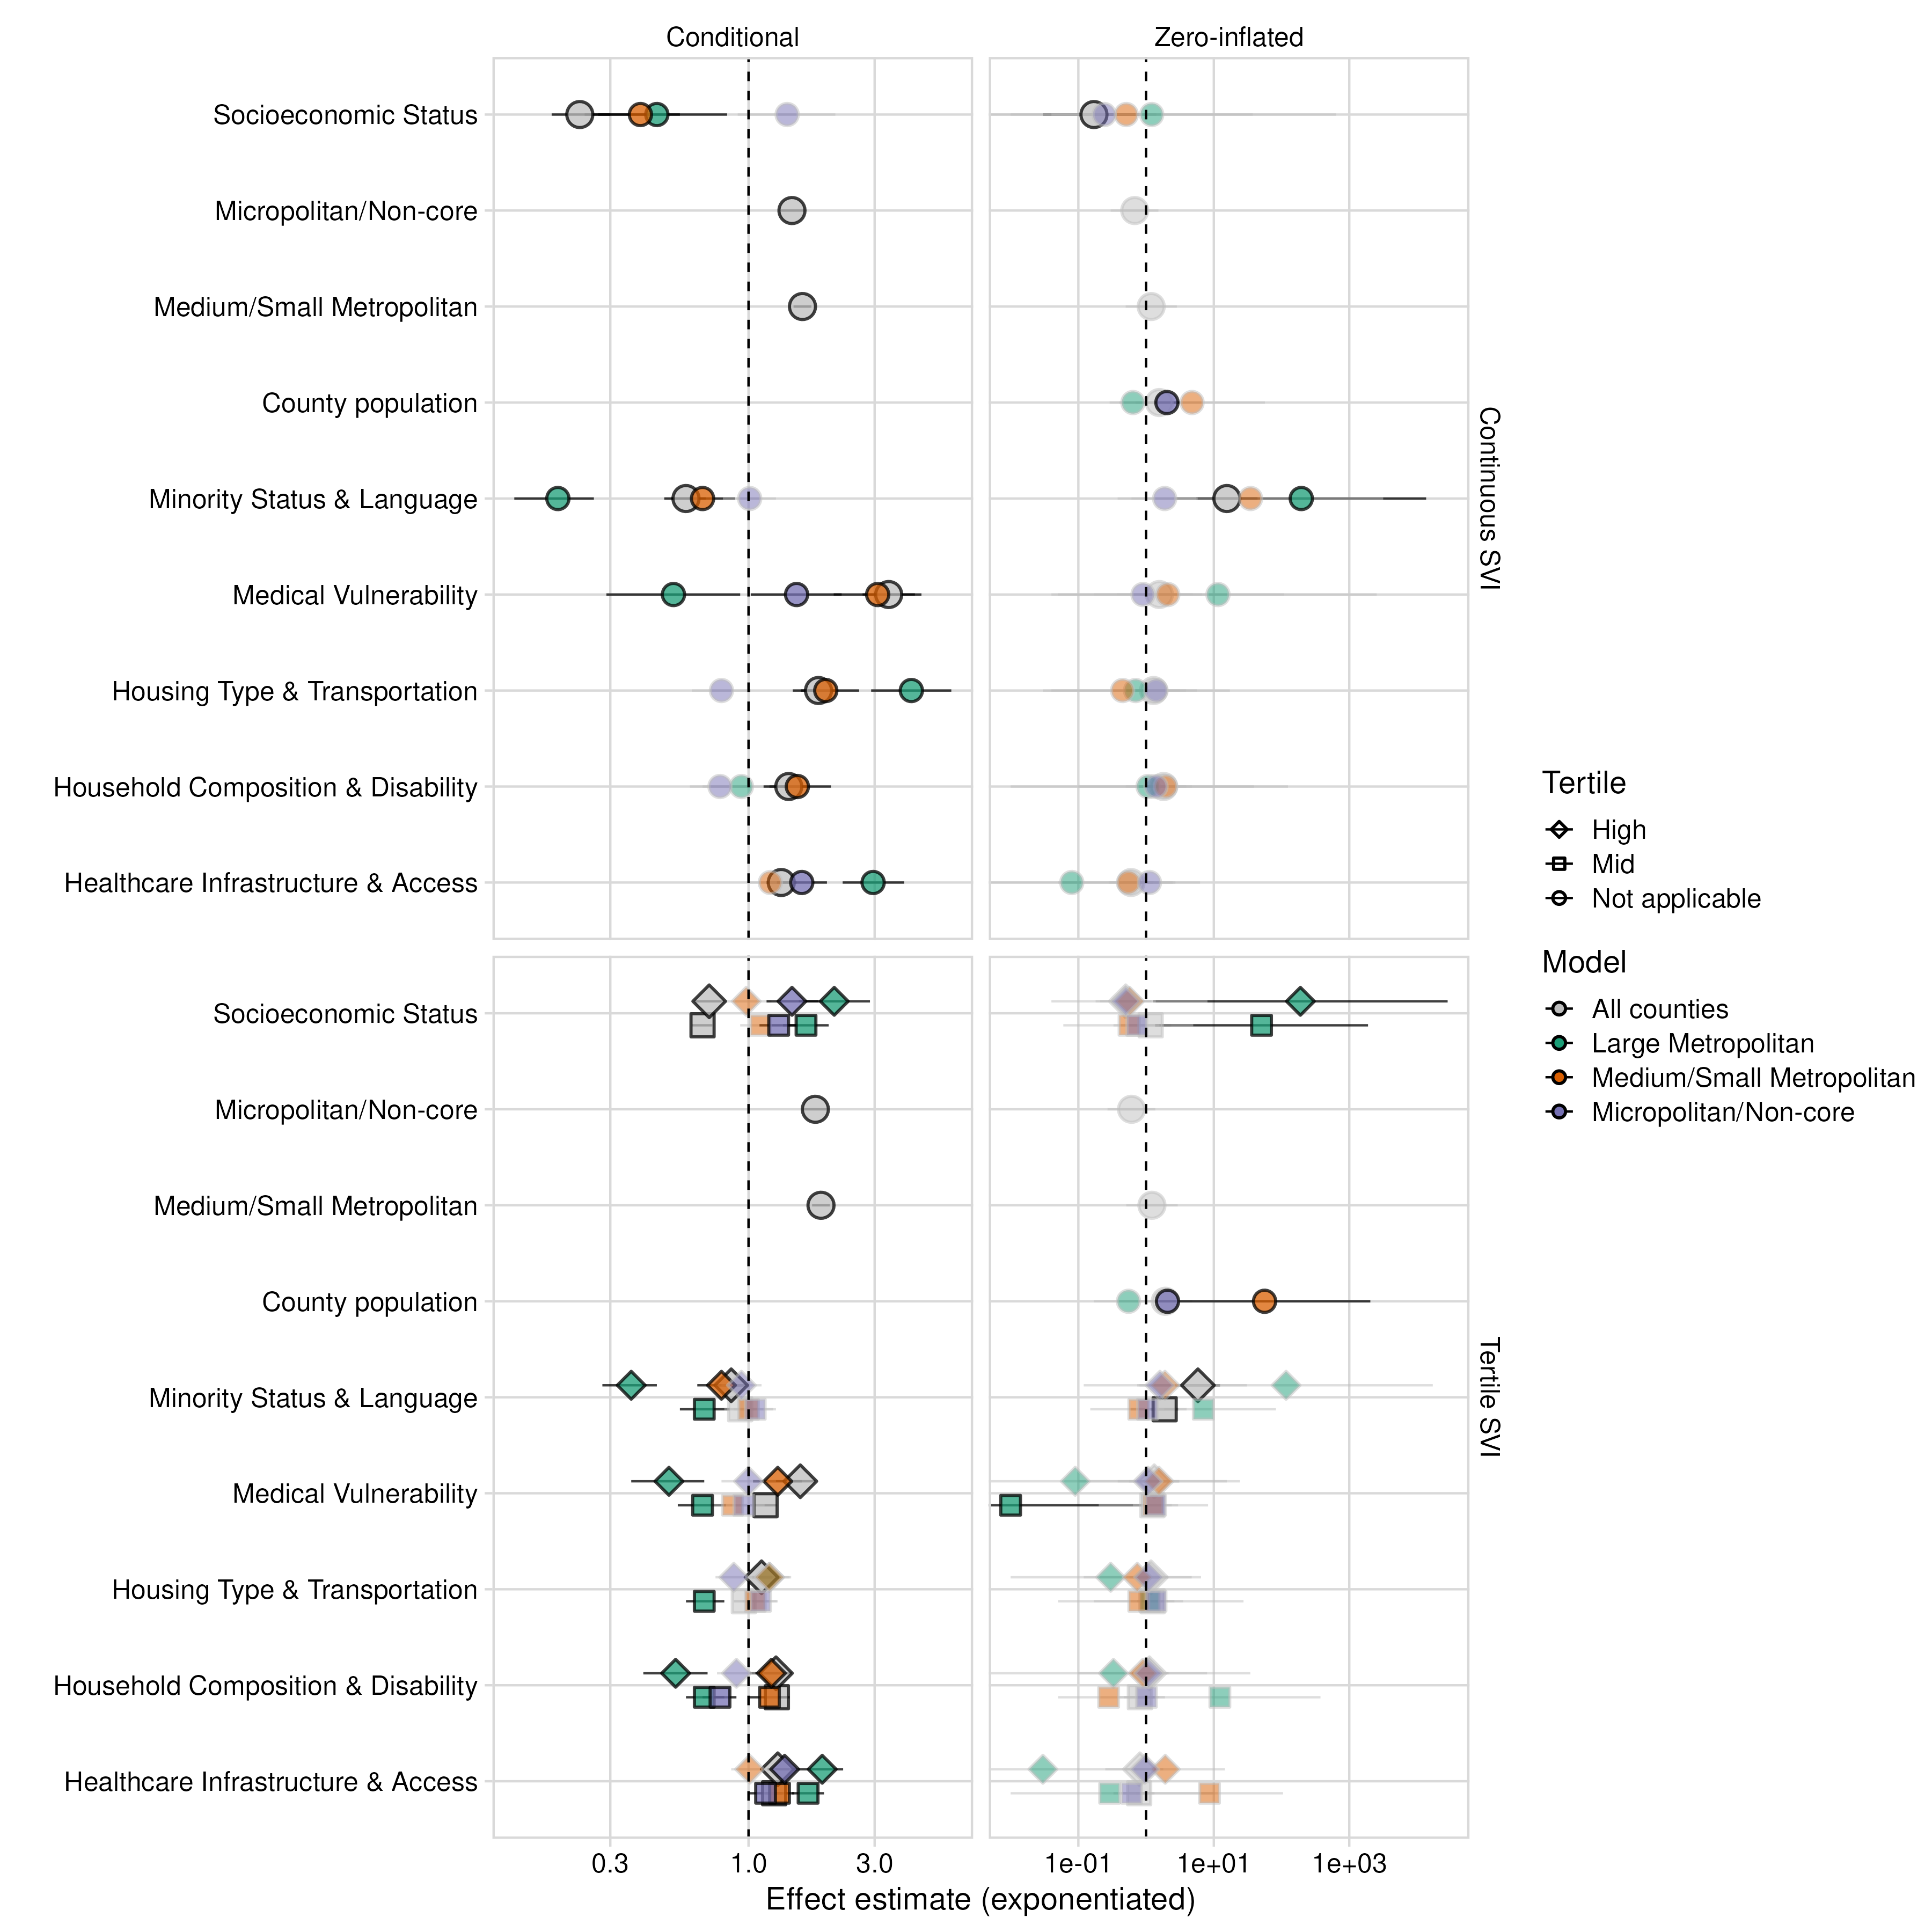 Conditional
Zero-inflated
Socioeconomic Status
Micropolitan/Non-core
Medium/Small Metropolitan
County population
Minority Status & Language
Medical Vulnerability
Housing Type & Transportation
Household Composition & Disability
Healthcare Infrastructure & Access
Continuous SVI
Socioeconomic Status
Micropolitan/Non-core
Medium/Small Metropolitan
County population
Minority Status & Language
Medical Vulnerability
Housing Type & Transportation
Household Composition & Disability
Healthcare Infrastructure & Access
Tertile SVI
0.3 1.0 3.0
1e-01 1e+01 1e+03
Effect estimate (exponentiated)
Tertile
High
Mid
Not applicable
Model
All counties
Large Metropolitan
Medium/Small Metropolitan
Micropolitan/Non-core